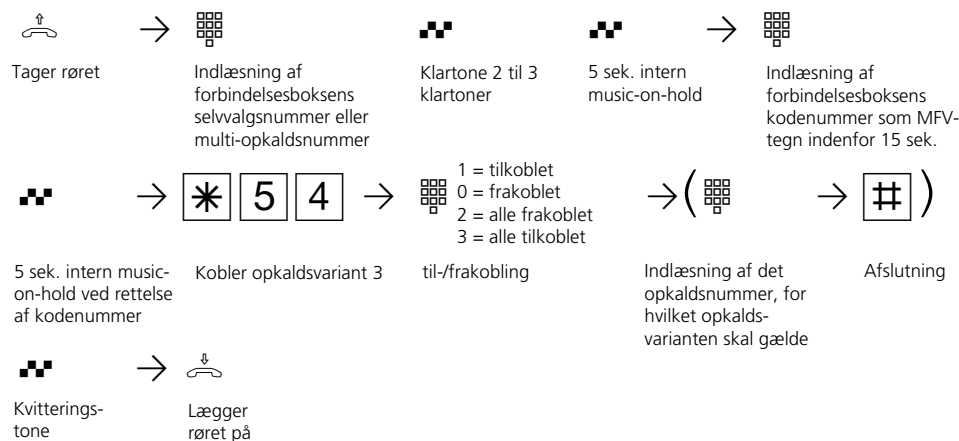 Tager røret
Indlæsning af
forbindelsesboksens
selvvalgsnummer eller
multi-opkaldsnummer
Klartone 2 til 3
klartoner
5 sek. intern
music-on-hold
Indlæsning af
forbindelsesboksens
kodenummer som MFV-
tegn indenfor 15 sek.
* 5 4
1 = tilkoblet
0 = frakoblet
2 = alle frakoblet
3 = alle tilkoblet
( # )
5 sek. intern music-
on-hold ved rettelse
af kodenummer
Kobler opkaldsvariant 3
til-/frakobling
Indlæsning af det
opkaldsnummer, for
hvilket opkalds-
varianten skal gælde
Afslutning
Kvitterings-
tone
Lægger
røret på